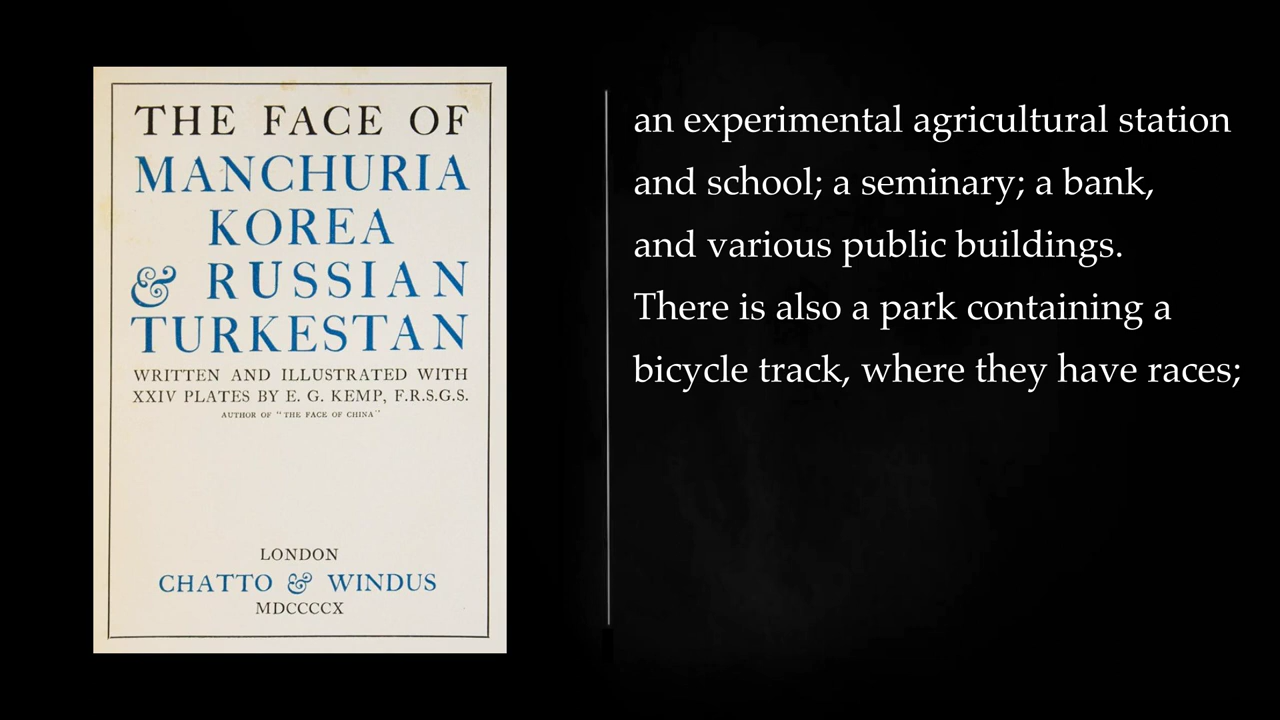 THE FACE OF
MANCHURIA
KOREA
& RUSSIAN
TURKESTAN
WRITTEN AND ILLUSTRATED WITH
XXIV PLATES BY E. G. KEMP, F.R.S.G.S.
AUTHOR OF "THE FACE OF CHINA"
LONDON
CHATTO & WINDUS
MDCCCCX
an experimental agricultural station
and school; a seminary; a bank,
and various public buildings.
There is also a park containing a
bicycle track, where they have races;